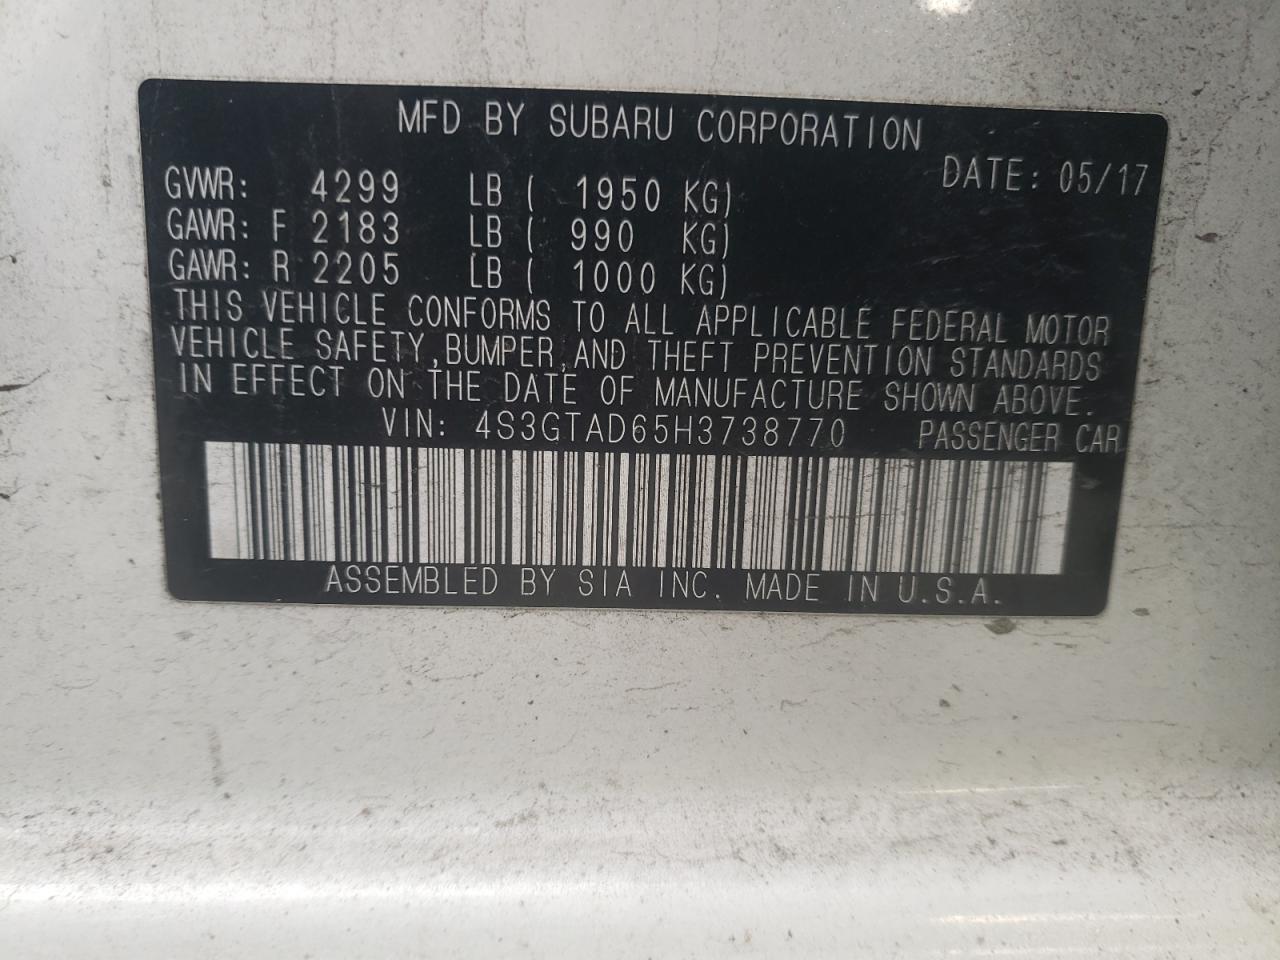 MFD BY SUBARU CORPORATION
DATE: 05/17
GVWR: 4299 LB ( 1950 KG)
GAWR: F 2183 LB ( 990 KG)
GAWR: R 2205 LB ( 1000 KG)
THIS VEHICLE CONFORMS TO ALL APPLICABLE FEDERAL MOTOR
VEHICLE SAFETY,BUMPER,AND THEFT PREVENTION STANDARDS
IN EFFECT ON THE DATE OF MANUFACTURE SHOWN ABOVE.
VIN: 4S3GTAD65H3738770 PASSENGER CAR
ASSEMBLED BY SIA INC. MADE IN U.S.A.